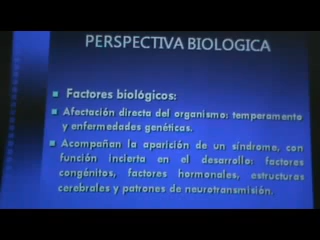 PERSPECTIVA BIOLOGICA
Factores biológicos:
Afectación directa del organismo: temperamento
y enfermedades genéticas.
Acompañan la aparición de un síndrome, con
función incierta en el desarrollo: factores
congénitos, factores hormonales, estructuras
cerebrales y patrones de neurotransmisión.